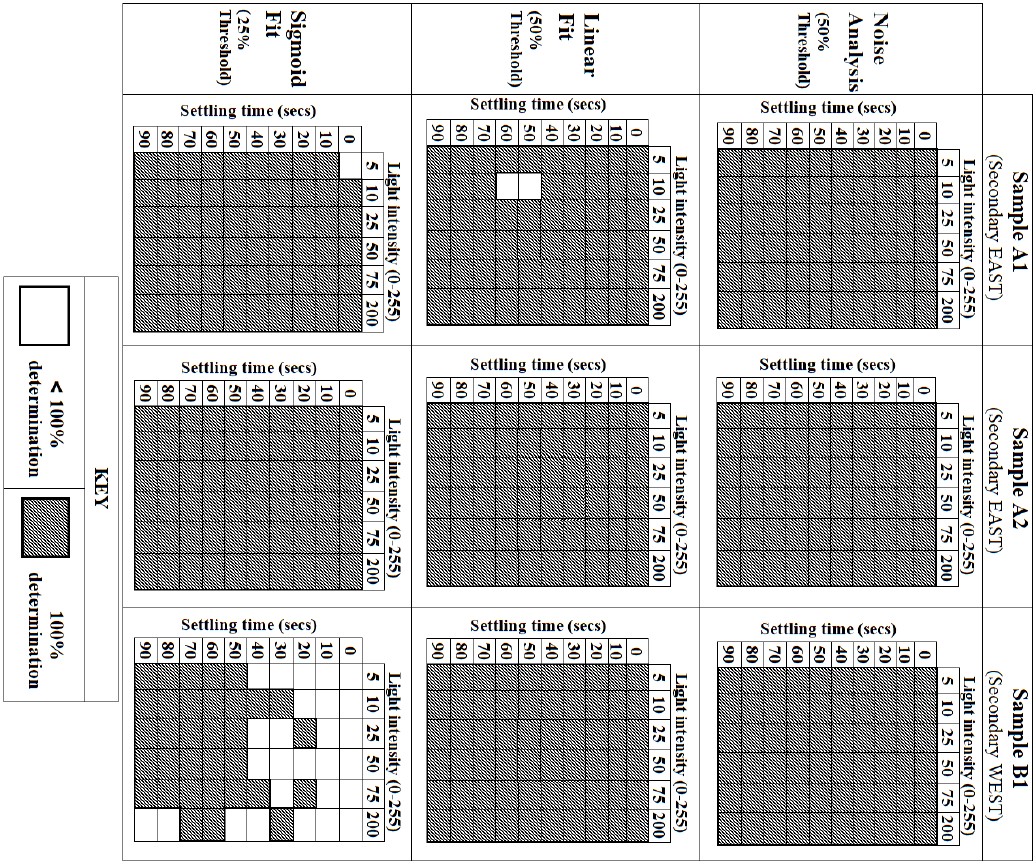 Sample A1
(Secondary EAST)
Sample A2
(Secondary EAST)
Sample B1
(Secondary WEST)
Noise
Analysis
(50%
Threshold)
Light intensity (0-255)
5 10 25 50 75 200
Settling time (secs)
0
10
20
30
40
50
60
70
80
90
Light intensity (0-255)
5 10 25 50 75 200
Settling time (secs)
0
10
20
30
40
50
60
70
80
90
Light intensity (0-255)
5 10 25 50 75 200
Settling time (secs)
0
10
20
30
40
50
60
70
80
90
Linear
Fit
(50%
Threshold)
Light intensity (0-255)
5 10 25 50 75 200
Settling time (secs)
0
10
20
30
40
50
60
70
80
90
Light intensity (0-255)
5 10 25 50 75 200
Settling time (secs)
0
10
20
30
40
50
60
70
80
90
Light intensity (0-255)
5 10 25 50 75 200
Settling time (secs)
0
10
20
30
40
50
60
70
80
90
Sigmoid
Fit
(25%
Threshold)
Light intensity (0-255)
5 10 25 50 75 200
Settling time (secs)
0
10
20
30
40
50
60
70
80
90
Light intensity (0-255)
5 10 25 50 75 200
Settling time (secs)
0
10
20
30
40
50
60
70
80
90
Light intensity (0-255)
5 10 25 50 75 200
Settling time (secs)
0
10
20
30
40
50
60
70
80
90
KEY
< 100%
determination
100%
determination